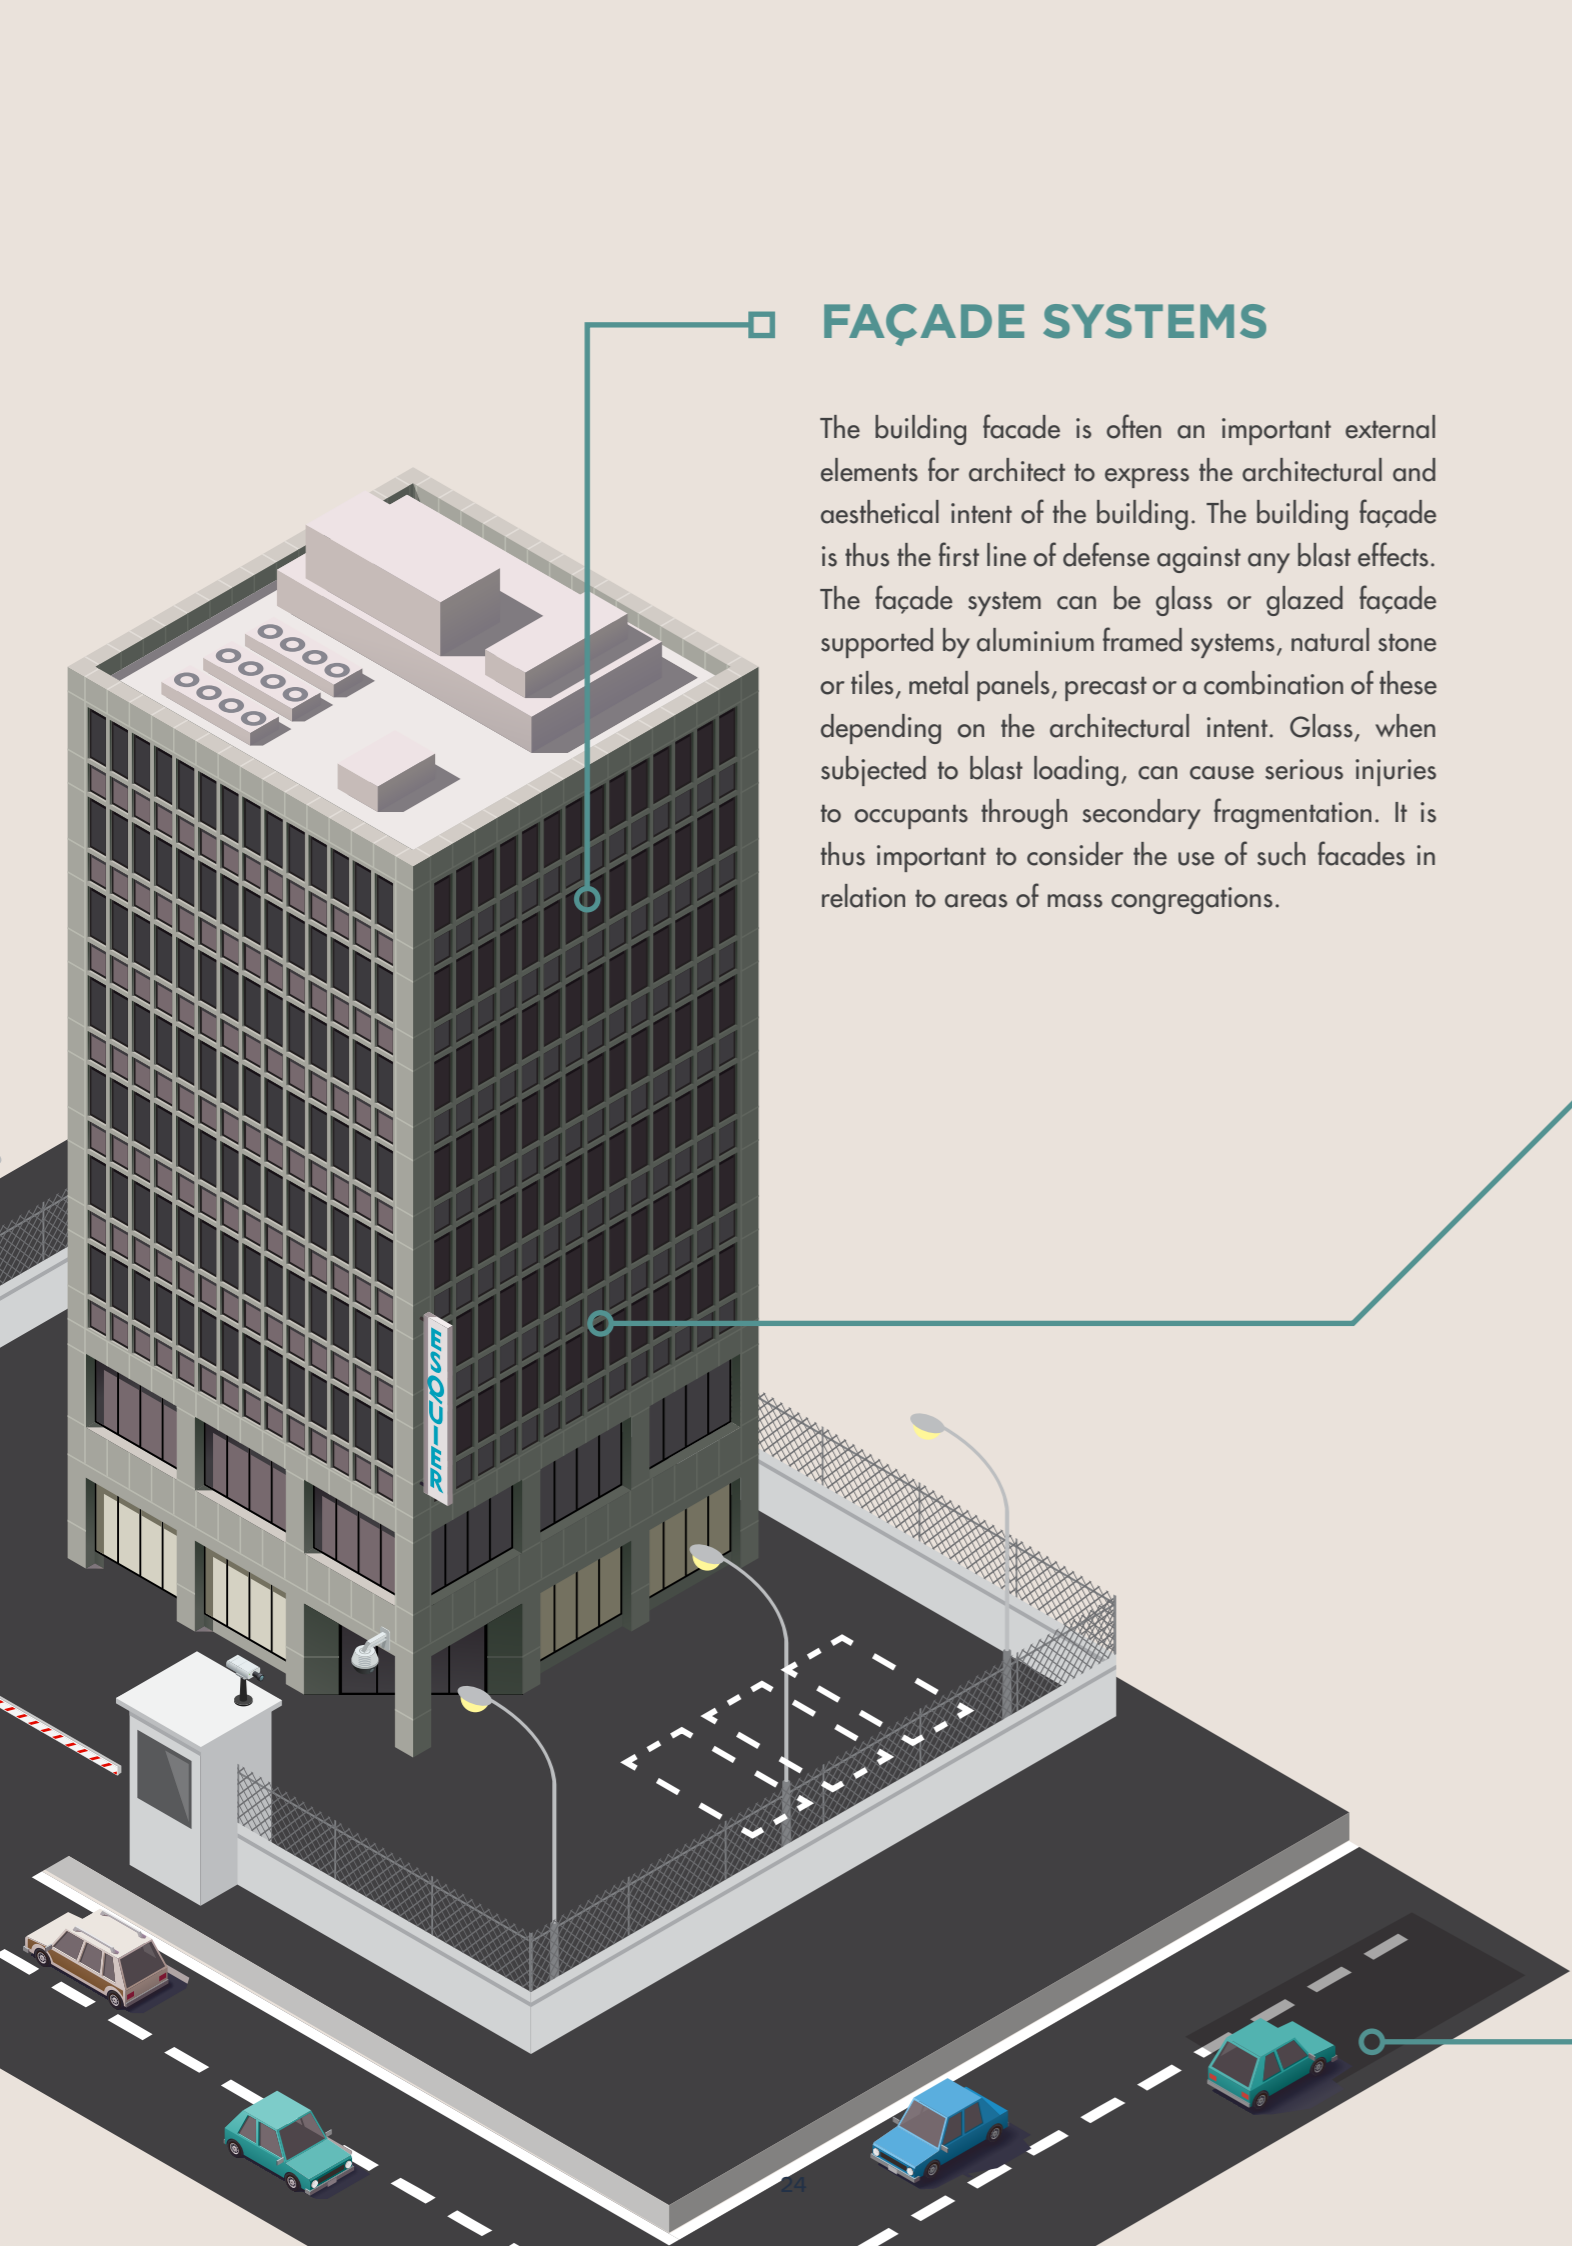 FAÇADE SYSTEMS
The building facade is often an important external
elements for architect to express the architectural and
aesthetical intent of the building. The building façade
is thus the first line of defense against any blast effects.
The façade system can be glass or glazed façade
supported by aluminium framed systems, natural stone
or tiles, metal panels, precast or a combination of these
depending on the architectural intent. Glass, when
subjected to blast loading, can cause serious injuries
to occupants through secondary fragmentation. It is
thus important to consider the use of such facades in
relation to areas of mass congregations.
ESQUIER
24